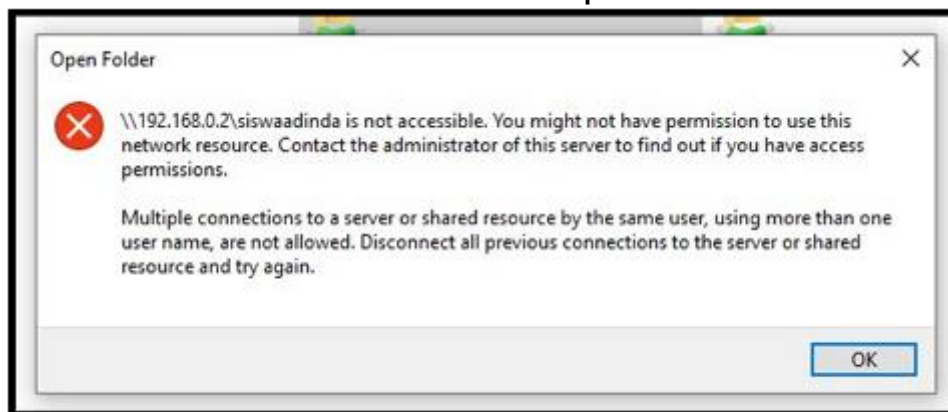 Open Folder
\\192.168.0.2\siswaadinda is not accessible. You might not have permission to use this
network resource. Contact the administrator of this server to find out if you have access
permissions.
Multiple connections to a server or shared resource by the same user, using more than one
user name, are not allowed. Disconnect all previous connections to the server or shared
resource and try again.
OK